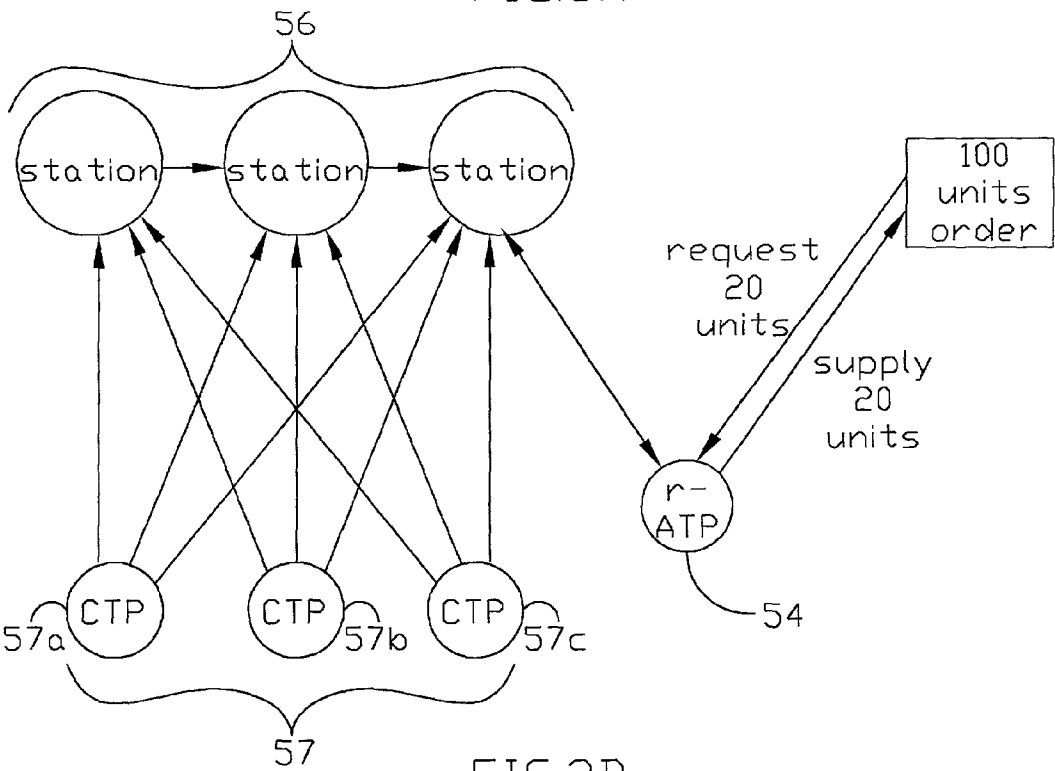 56
station
station
station
100
units
order
request
20
units
supply
20
units
r-
ATP
54
CTP
CTP
CTP
57a
57b
57c
57